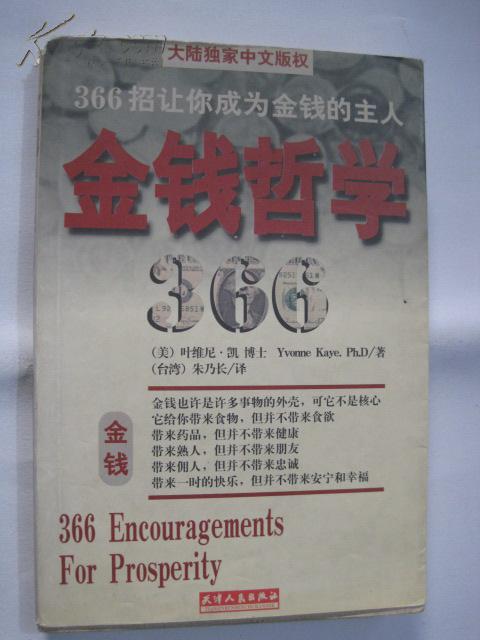 大陆独家中文版权
366招让你成为金钱的主人
金钱哲学
366
(美)叶维尼·凯 博士 Yvonne Kaye. Ph.D/著
(台湾)朱乃长/译
金钱
金钱也许是许多事物的外壳,可它不是核心
它给你带来食物,但并不带来食欲
带来药品,但并不带来健康
带来熟人,但并不带来朋友
带来佣人,但并不带来忠诚
带来一时的快乐,但并不带来安宁和幸福
366 Encouragements
For Prosperity
天津人民出版社